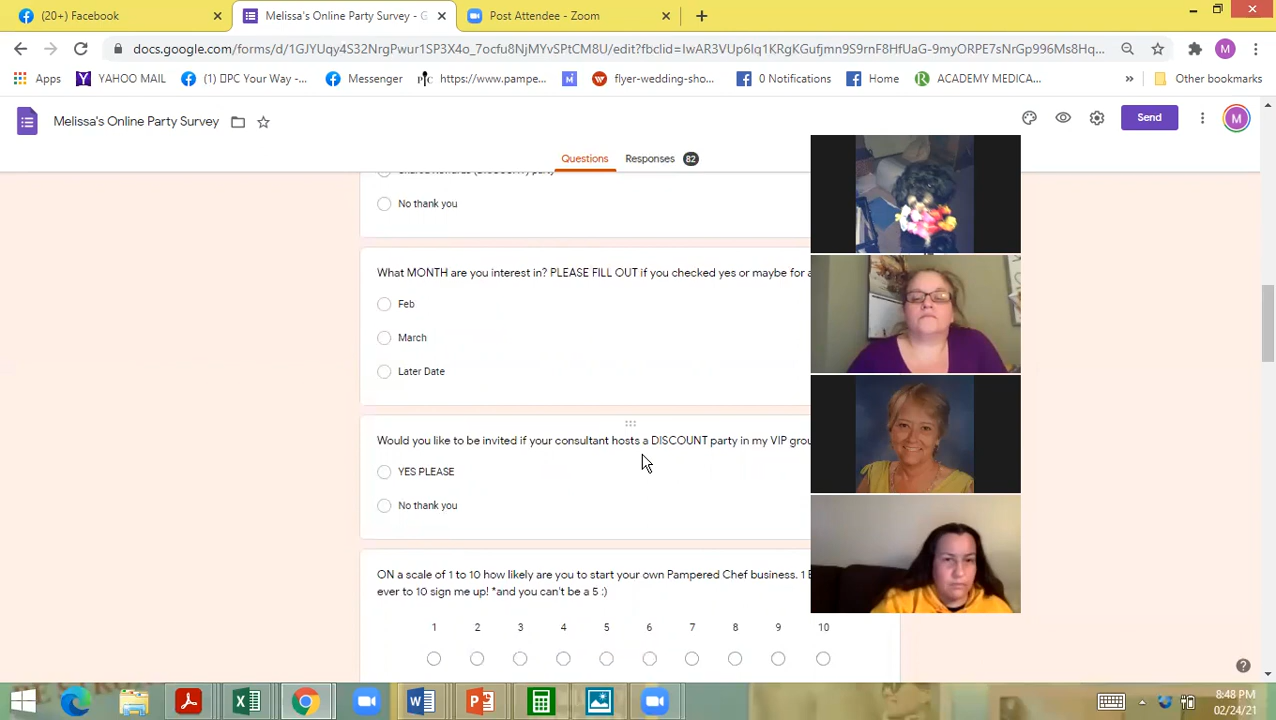 (20+) Facebook
Melissa's Online Party Survey - G
Post Attendee - Zoom
docs.google.com/forms/d/1GJYUqy4S32NrgPwur1SP3X4o_7ocfu8NjMYvSPtCM8U/edit?fbclid=IwAR3VUp6Iq1KRgKGufjmn9S9rnF8HfUaG-9myORPE7sNrGp996Ms8Hq...
Apps
YAHOO MAIL
(1) PC Your Way -...
Messenger
https://www.pampe...
flyer-wedding-sho...
0 Notifications
Home
ACADEMY MEDICA...
»
Other bookmarks
Melissa's Online Party Survey
Send
M
Questions
Responses 82
No thank you
What MONTH are you interest in? PLEASE FILL OUT if you checked yes or maybe for a
Feb
March
Later Date
Would you like to be invited if your consultant hosts a DISCOUNT party in my VIP grou
YES PLEASE
No thank you
ON a scale of 1 to 10 how likely are you to start your own Pampered Chef business. 1
ever to 10 sign me up! *and you can't be a 5 :)
1 2 3 4 5 6 7 8 9 10
8:48 PM
02/24/21